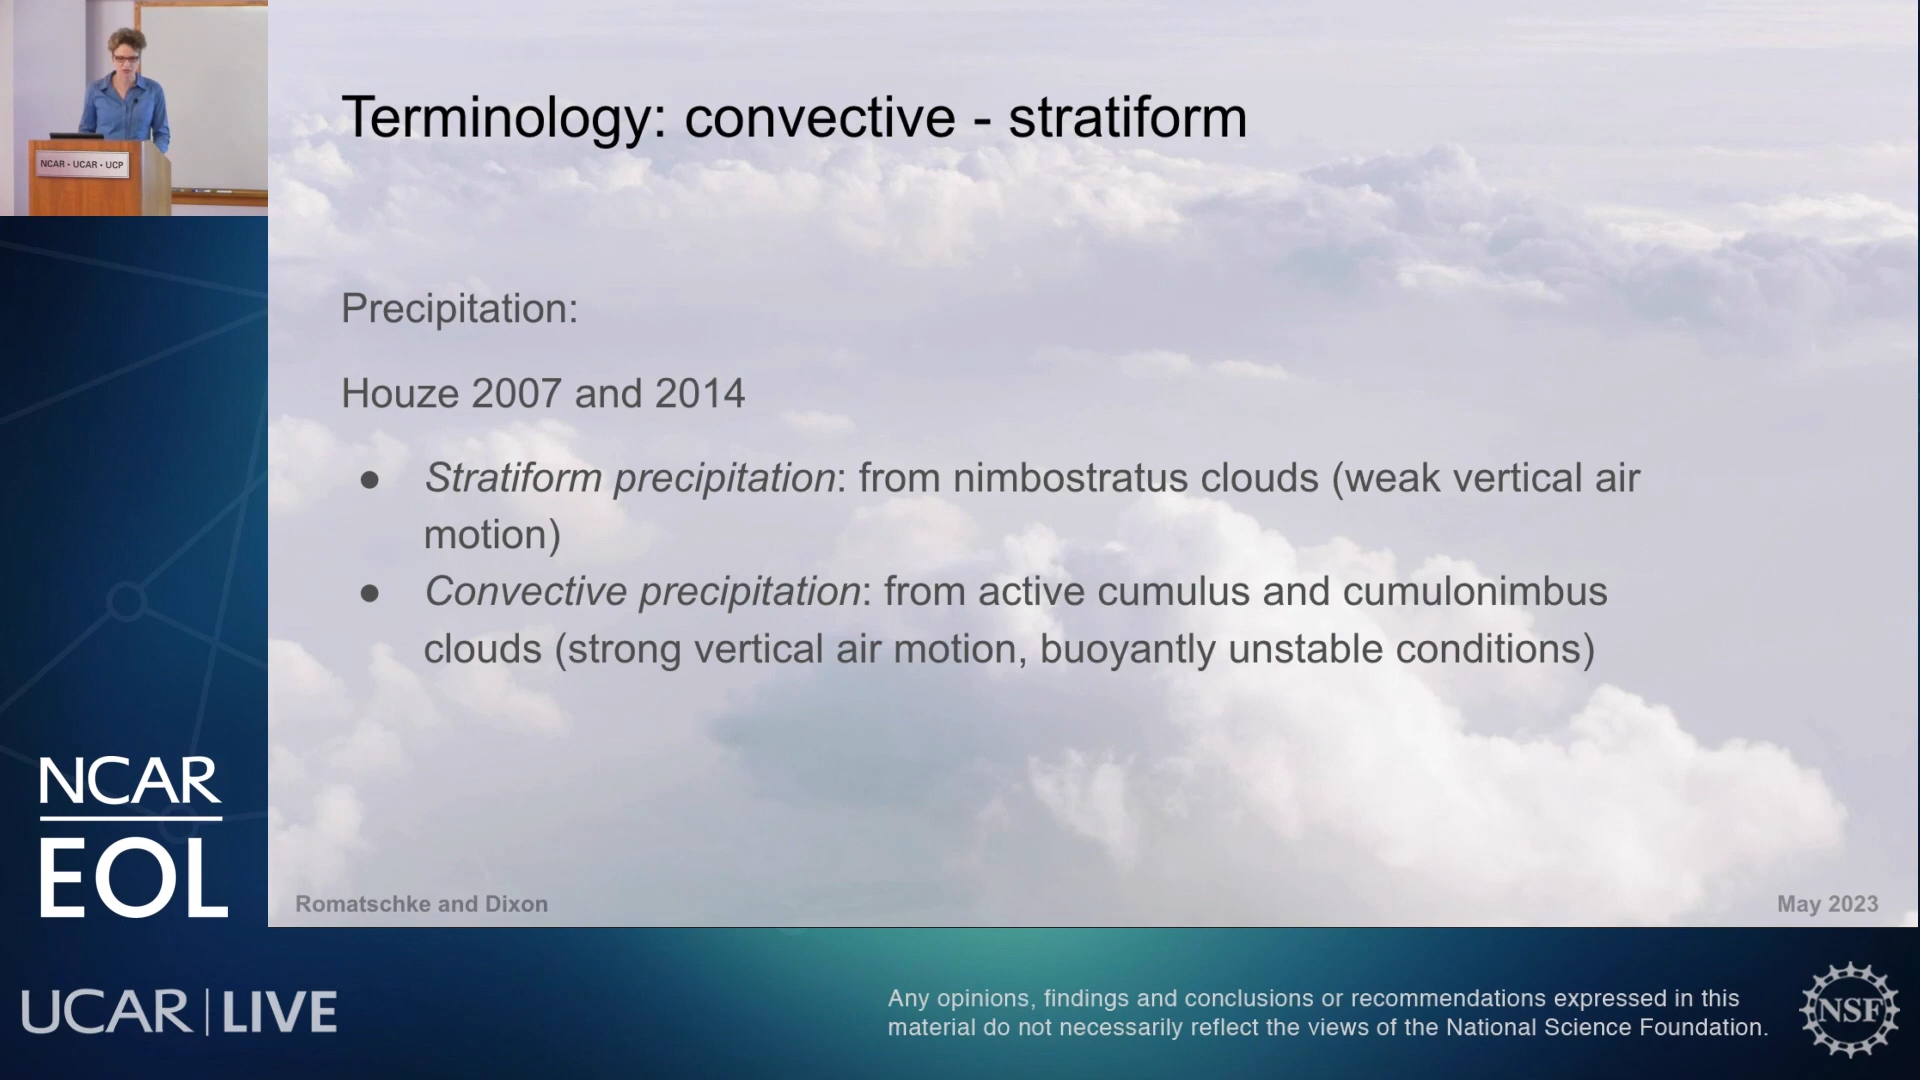 NCAR • UCAR • UCP
Terminology: convective - stratiform
Precipitation:
Houze 2007 and 2014
● Stratiform precipitation: from nimbostratus clouds (weak vertical air
motion)
● Convective precipitation: from active cumulus and cumulonimbus
clouds (strong vertical air motion, buoyantly unstable conditions)
Romatschke and Dixon
May 2023
NCAR
EOL
UCAR | LIVE
Any opinions, findings and conclusions or recommendations expressed in this
material do not necessarily reflect the views of the National Science Foundation.
NSF